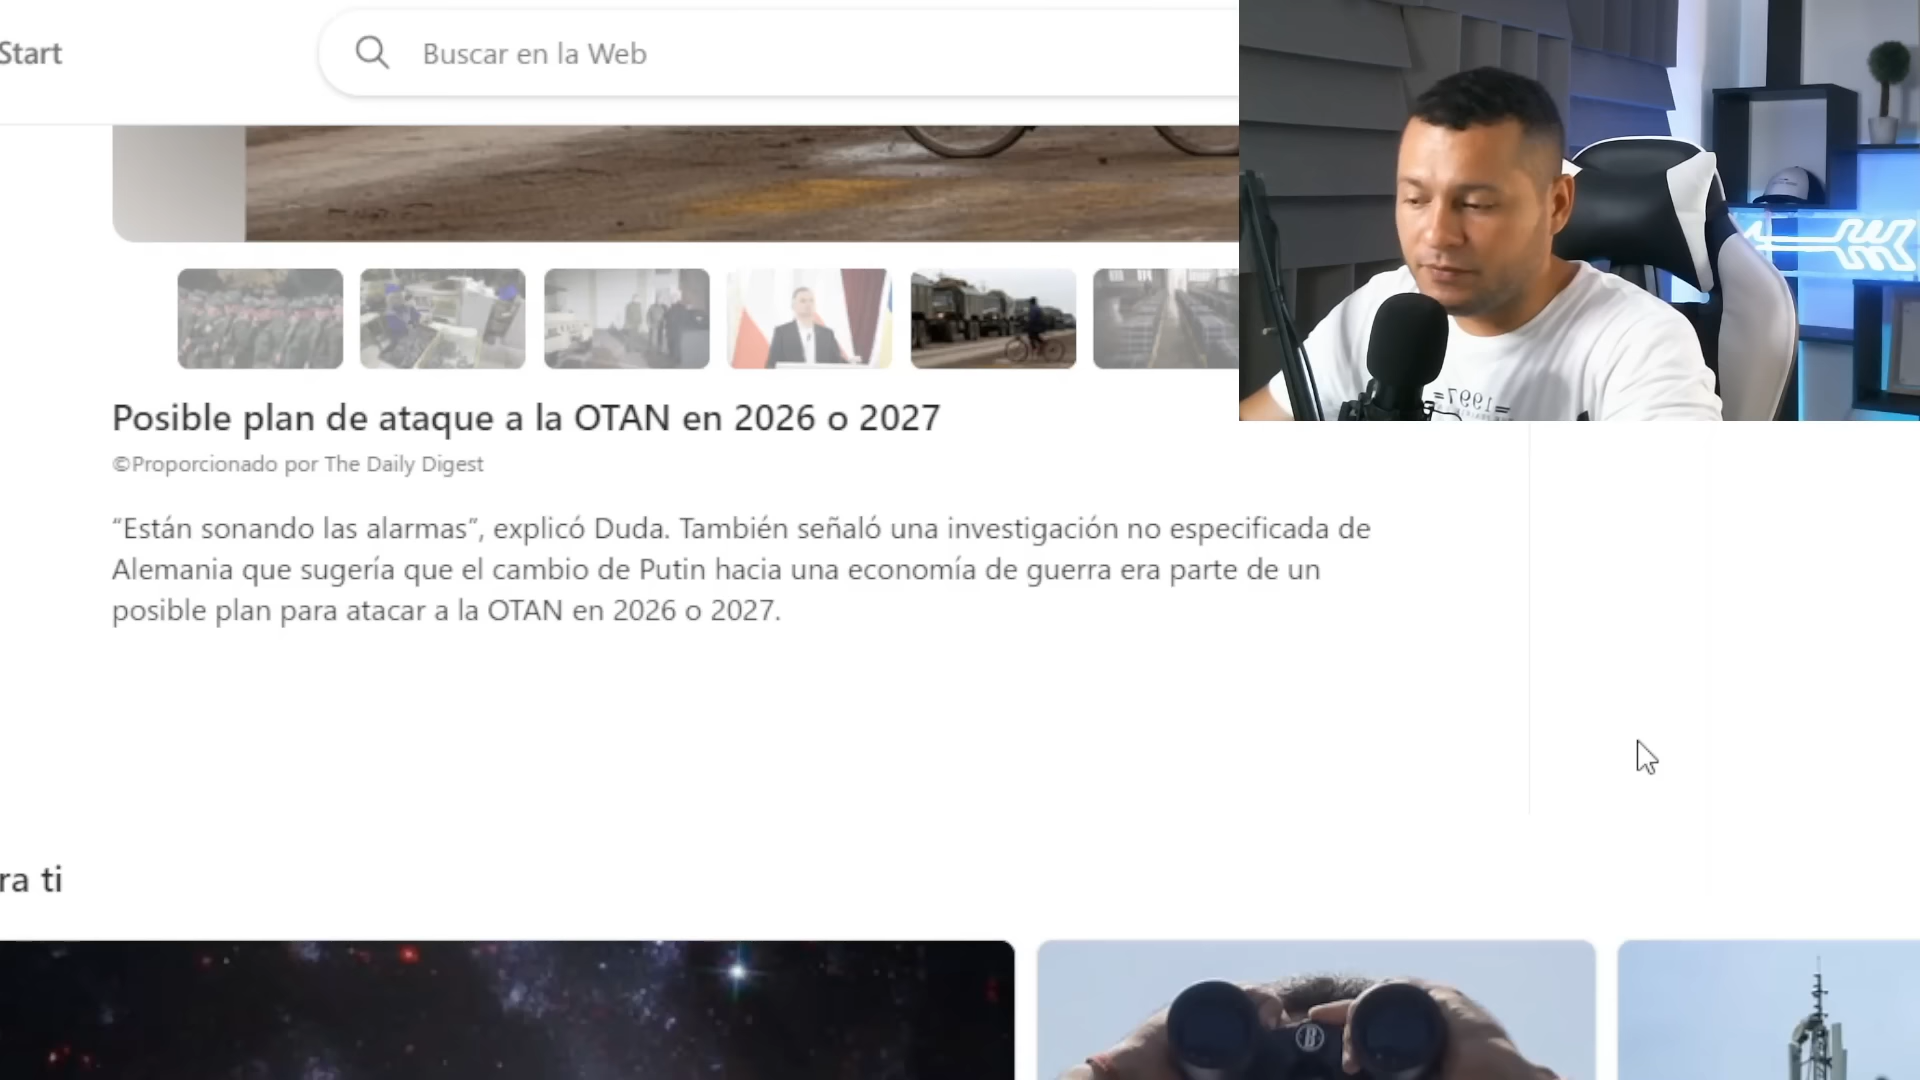 Start
Buscar en la Web
=1997=
Posible plan de ataque a la OTAN en 2026 o 2027
©Proporcionado por The Daily Digest
“Están sonando las alarmas”, explicó Duda. También señaló una investigación no especificada de
Alemania que sugería que el cambio de Putin hacia una economía de guerra era parte de un
posible plan para atacar a la OTAN en 2026 o 2027.
ra ti
B